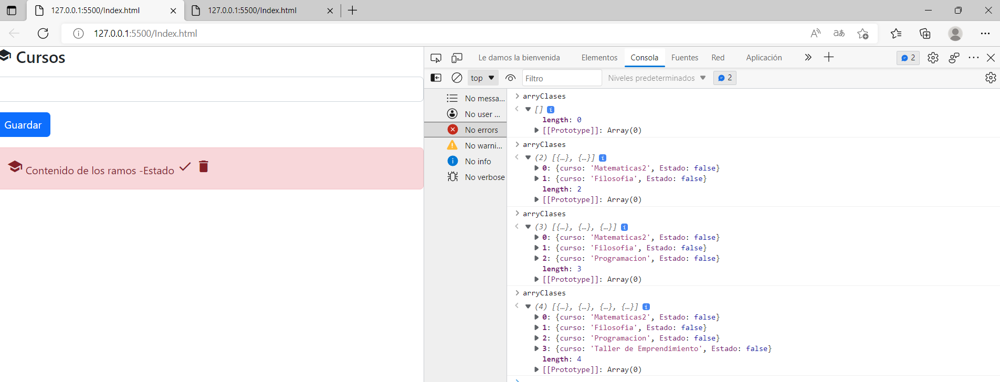 127.0.0.1:5500/Index.html
127.0.0.1:5500/Index.html
127.0.0.1:5500/Index.html
Cursos
Guardar
Contenido de los ramos -Estado
Le damos la bienvenida Elementos Consola Fuentes Red Aplicación 2
top Filtro Niveles predeterminados 2
No messa...
No user ...
No errors
No warni...
No info
No verbose
arryClases
[]
length: 0
[[Prototype]]: Array(0)
arryClases
(2) [{…}, {…}]
0: {curso: 'Matematicas2', Estado: false}
1: {curso: 'Filosofia', Estado: false}
length: 2
[[Prototype]]: Array(0)
arryClases
(3) [{…}, {…}, {…}]
0: {curso: 'Matematicas2', Estado: false}
1: {curso: 'Filosofia', Estado: false}
2: {curso: 'Programacion', Estado: false}
length: 3
[[Prototype]]: Array(0)
arryClases
(4) [{…}, {…}, {…}, {…}]
0: {curso: 'Matematicas2', Estado: false}
1: {curso: 'Filosofia', Estado: false}
2: {curso: 'Programacion', Estado: false}
3: {curso: 'Taller de Emprendimiento', Estado: false}
length: 4
[[Prototype]]: Array(0)